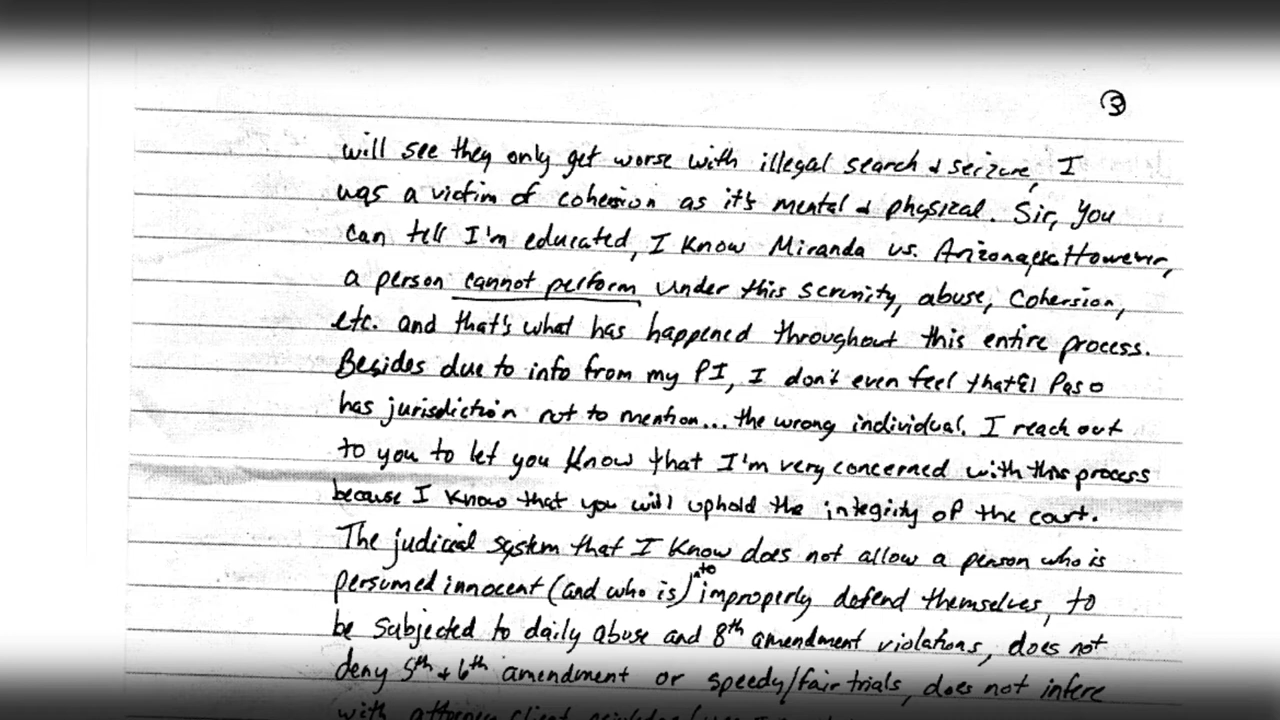 ③
will see they only get worse with illegal search & seizure, I
was a victim of cohersion as it's mental & physical. Sir, you
can tell I'm educated, I know Miranda vs. Arizona, However,
a person cannot perform under this scrunity, abuse, cohersion,
etc. and that's what has happened throughout this entire process.
Besides due to info from my PI, I don't even feel that El Paso
has jurisdiction not to mention... the wrong individual. I reach out
to you to let you know that I'm very concerned with this process
because I know that you will uphold the integrity of the court.
The judicial system that I know does not allow a person who is
persumed innocent (and who is) to improperly defend themselves, to
be subjected to daily abuse and 8th amendment violations, does not
deny 5th & 6th amendment or speedy/fair trials, does not infere
with attorney client